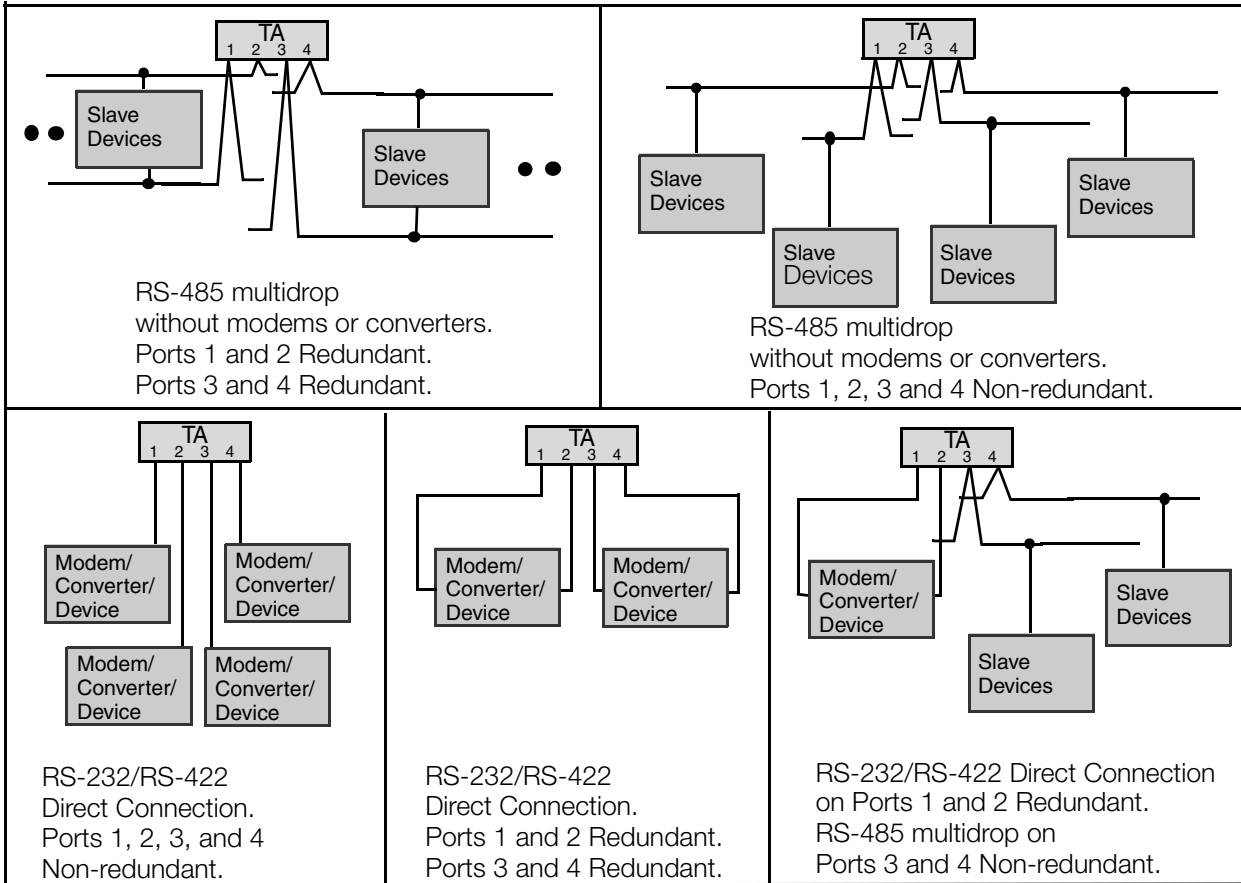 TA
1 2 3 4
Slave
Devices
Slave
Devices
RS-485 multidrop
without modems or converters.
Ports 1 and 2 Redundant.
Ports 3 and 4 Redundant.
TA
1 2 3 4
Slave
Devices
Slave
Devices
Slave
Devices
Slave
Devices
RS-485 multidrop
without modems or converters.
Ports 1, 2, 3 and 4 Non-redundant.
TA
1 2 3 4
Modem/
Converter/
Device
Modem/
Converter/
Device
Modem/
Converter/
Device
Modem/
Converter/
Device
RS-232/RS-422
Direct Connection.
Ports 1, 2, 3, and 4
Non-redundant.
TA
1 2 3 4
Modem/
Converter/
Device
Modem/
Converter/
Device
RS-232/RS-422
Direct Connection.
Ports 1 and 2 Redundant.
Ports 3 and 4 Redundant.
TA
1 2 3 4
Modem/
Converter/
Device
Slave
Devices
Slave
Devices
RS-232/RS-422 Direct Connection
on Ports 1 and 2 Redundant.
RS-485 multidrop on
Ports 3 and 4 Non-redundant.